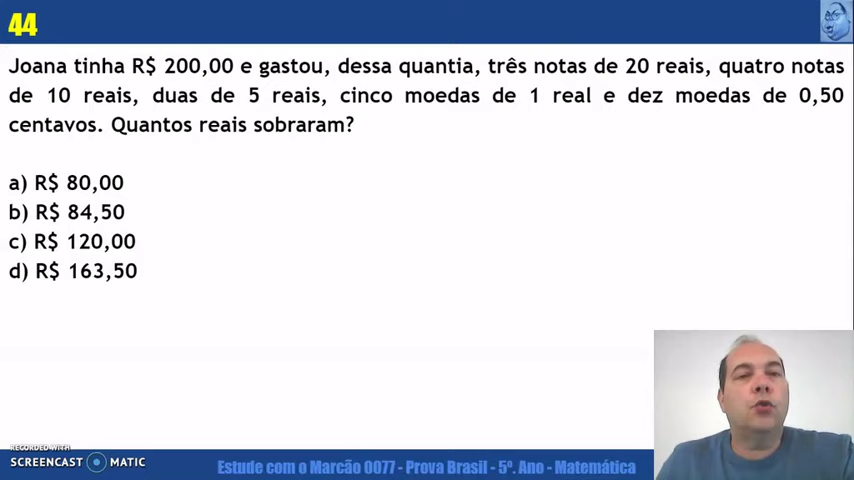 44
Joana tinha R$ 200,00 e gastou, dessa quantia, três notas de 20 reais, quatro notas
de 10 reais, duas de 5 reais, cinco moedas de 1 real e dez moedas de 0,50
centavos. Quantos reais sobraram?
a) R$ 80,00
b) R$ 84,50
c) R$ 120,00
d) R$ 163,50
RECORDED WITH
SCREENCAST MATIC
Estude com o Marcão 0077 - Prova Brasil - 5º. Ano - Matemática